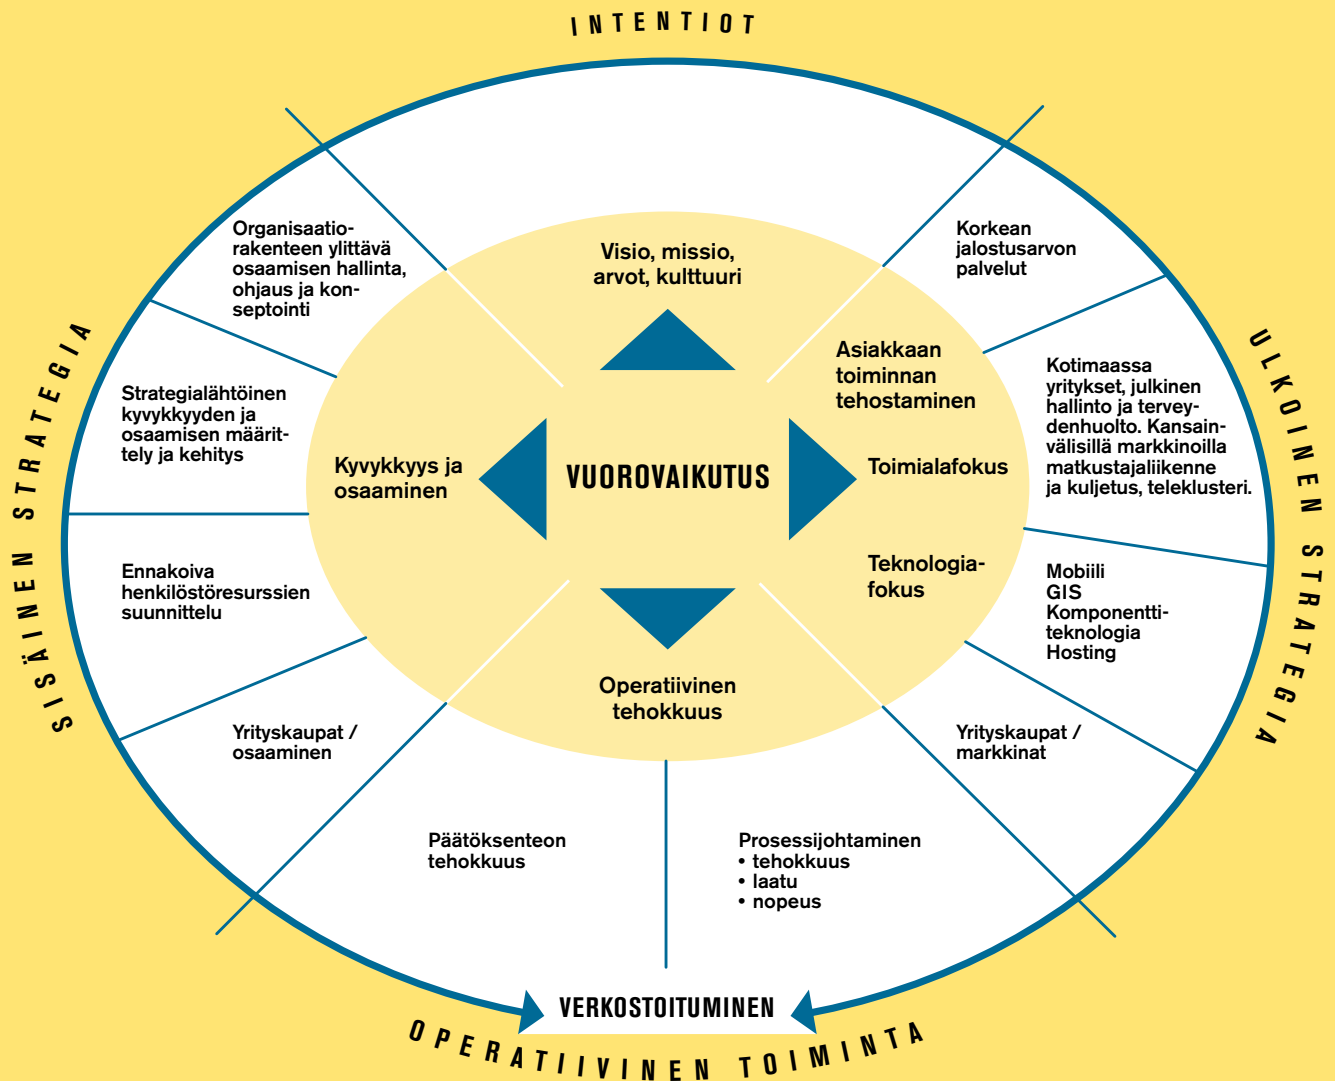 INTENTIOT
Organisaatio-
rakenteen ylittävä
osaamisen hallinta,
ohjaus ja kon-
septointi
Visio, missio,
arvot, kulttuuri
Korkean
jalostusarvon
palvelut
SISÄINEN STRATEGIA
Strategialähtöinen
kyvykkyyden ja
osaamisen määrit-
tely ja kehitys
Kyvykkyys ja
osaaminen
VUOROVAIKUTUS
Asiakkaan
toiminnan
tehostaminen
Toimialafokus
Teknologia-
fokus
Kotimaassa
yritykset, julkinen
hallinto ja tervey-
denhuolto. Kansain-
välisillä markkinoilla
matkustajaliikenne
ja kuljetus, teleklusteri.
ULKOINEN STRATEGIA
Ennakoiva
henkilöstöresurssien
suunnittelu
Mobiili
GIS
Komponentti-
teknologia
Hosting
Operatiivinen
tehokkuus
Yrityskaupat /
osaaminen
Yrityskaupat /
markkinat
Päätöksenteon
tehokkuus
Prosessijohtaminen
• tehokkuus
• laatu
• nopeus
VERKOSTOITUMINEN
OPERATIIVINEN TOIMINTA